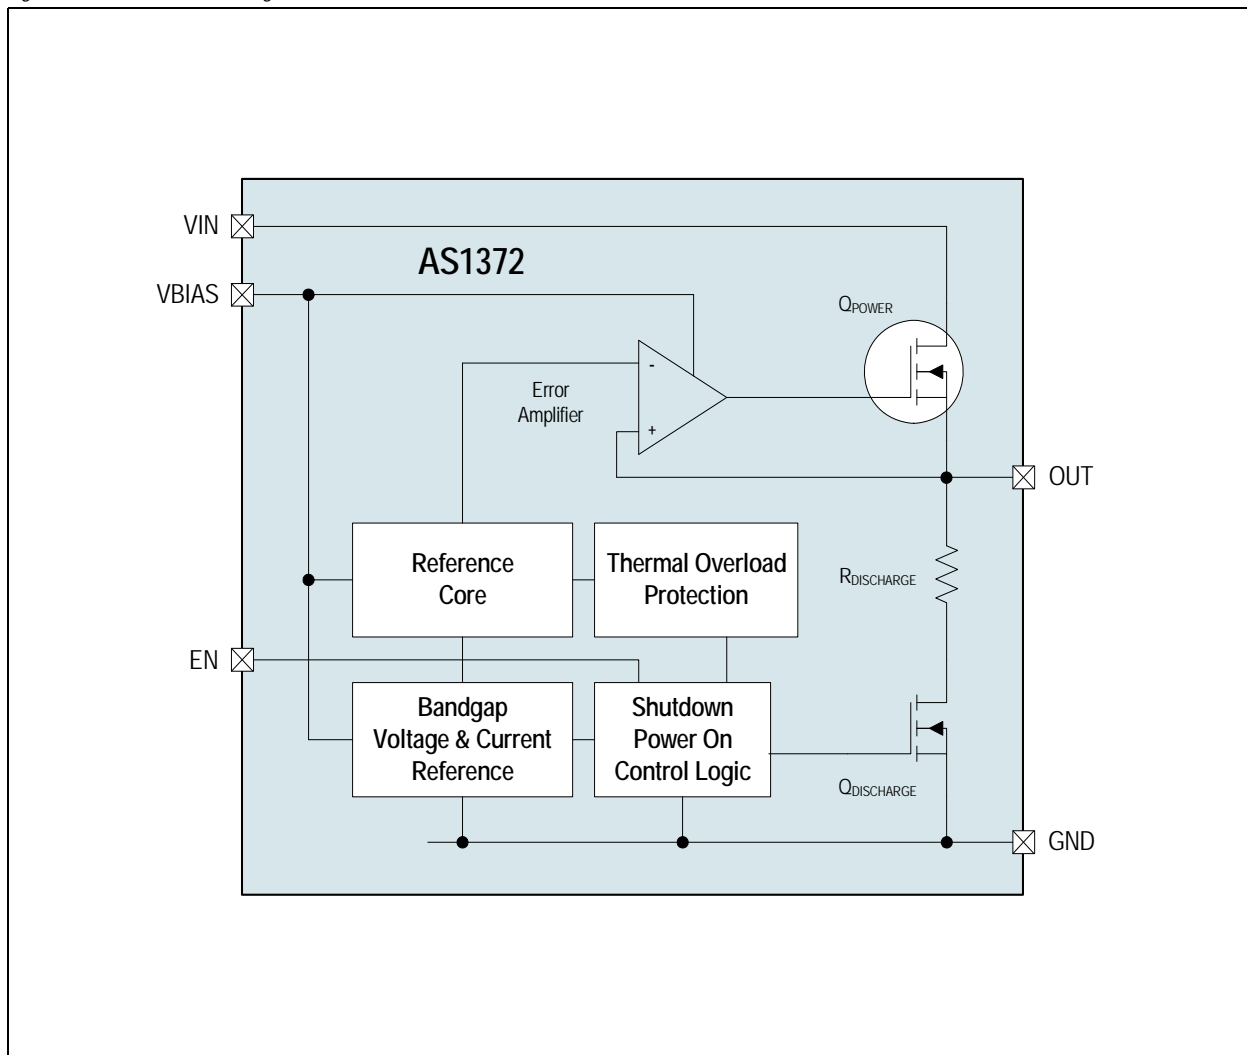 VIN
AS1372
VBIAS
QPOWER
-
Error
Amplifier
+
OUT
Reference
Core
Thermal Overload
Protection
RDISCHARGE
EN
Bandgap
Voltage & Current
Reference
Shutdown
Power On
Control Logic
QDISCHARGE
GND